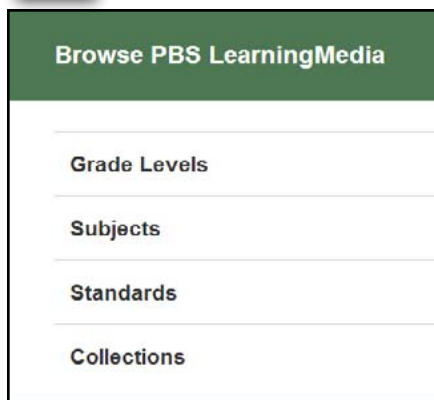 Browse PBS LearningMedia
Grade Levels
Subjects
Standards
Collections